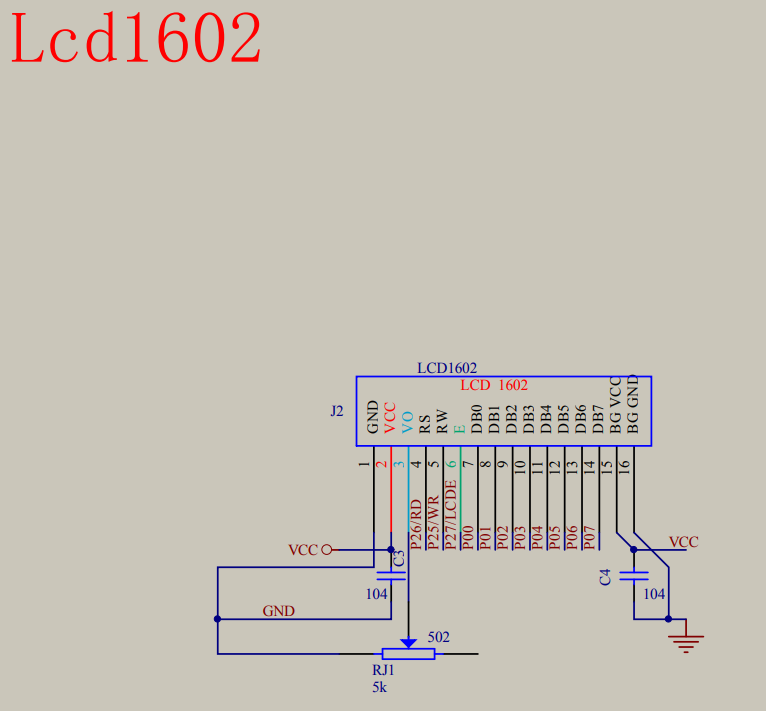 Lcd1602
LCD1602
LCD 1602
J2
GND
VCC
VO
RS
RW
E
DB0
DB1
DB2
DB3
DB4
DB5
DB6
DB7
BG VCC
BG GND
1
2
3
4
5
6
7
8
9
10
11
12
13
14
15
16
P26/RD
P25/WR
P27/LCDE
P00
P01
P02
P03
P04
P05
P06
P07
VCC
C3
VCC
C4
104
104
GND
502
RJ1
5k